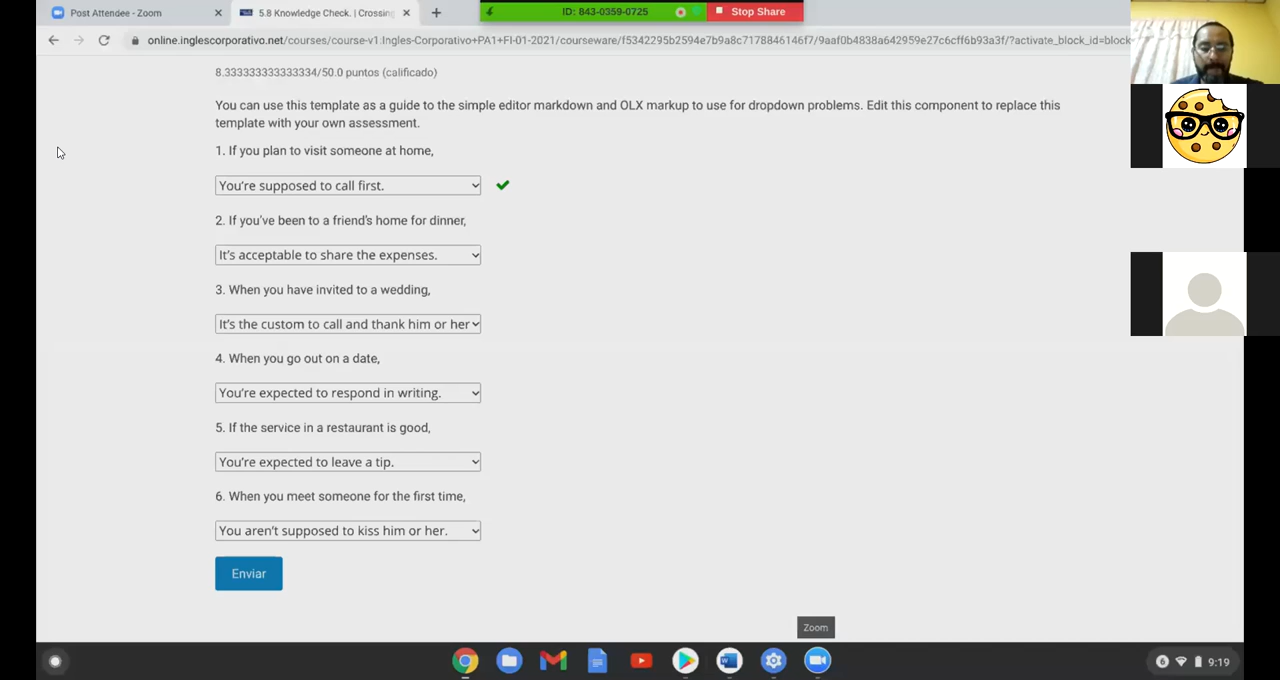 Post Attendee - Zoom
5.8 Knowledge Check. | Crossing
ID: 843-0359-0725
Stop Share
online.inglescorporativo.net/courses/course-v1:Ingles-Corporativo+PA1+FI-01-2021/courseware/f5342295b2594e7b9a8c7178846146f7/9aaf0b4838a642959e27c6cff6b93a3f/?activate_block_id=block-
8.333333333333334/50.0 puntos (calificado)
You can use this template as a guide to the simple editor markdown and OLX markup to use for dropdown problems. Edit this component to replace this
template with your own assessment.
1. If you plan to visit someone at home,
You're supposed to call first.
2. If you've been to a friend's home for dinner,
It's acceptable to share the expenses.
3. When you have invited to a wedding,
It's the custom to call and thank him or her
4. When you go out on a date,
You're expected to respond in writing.
5. If the service in a restaurant is good,
You're expected to leave a tip.
6. When you meet someone for the first time,
You aren't supposed to kiss him or her.
Enviar
Zoom
6
9:19